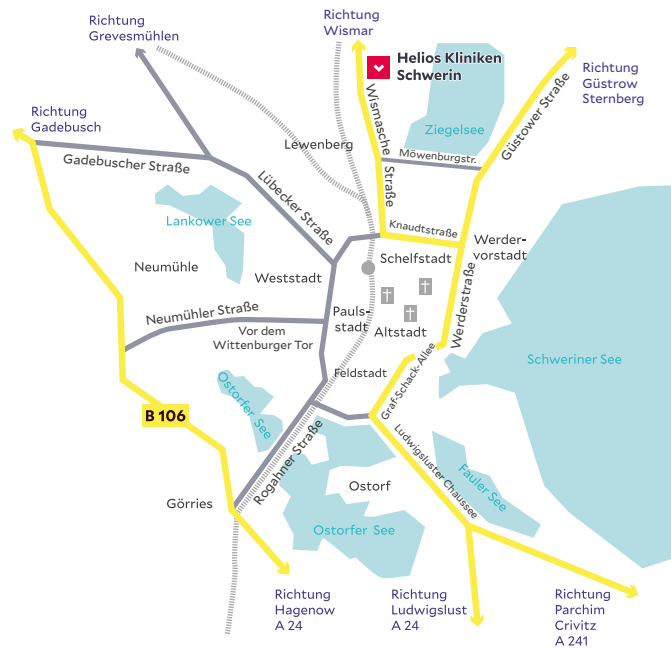 Richtung
Grevesmühlen
Richtung
Wismar
Helios Kliniken
Schwerin
Richtung
Güstrow
Sternberg
Richtung
Gadebusch
Ziegelsee
Güstower Straße
Wismasche
Straße
Lewenberg
Möwenburgstr.
Gadebuscher Straße
Lübecker Straße
Lankower See
Knaudtstraße
Werder-
vorstadt
Schelfstadt
Neumühle
Weststadt
Werderstraße
Neumühler Straße
Pauls-
stadt
Altstadt
Vor dem
Wittenburger Tor
Schweriner See
Feldstadt
Graf-Schack-Allee
Ostorfer See
B 106
Rogahner Straße
Ludwigsluster Chaussee
Fauler See
Ostorf
Görries
Ostorfer See
Richtung
Hagenow
A 24
Richtung
Ludwigslust
A 24
Richtung
Parchim
Crivitz
A 241